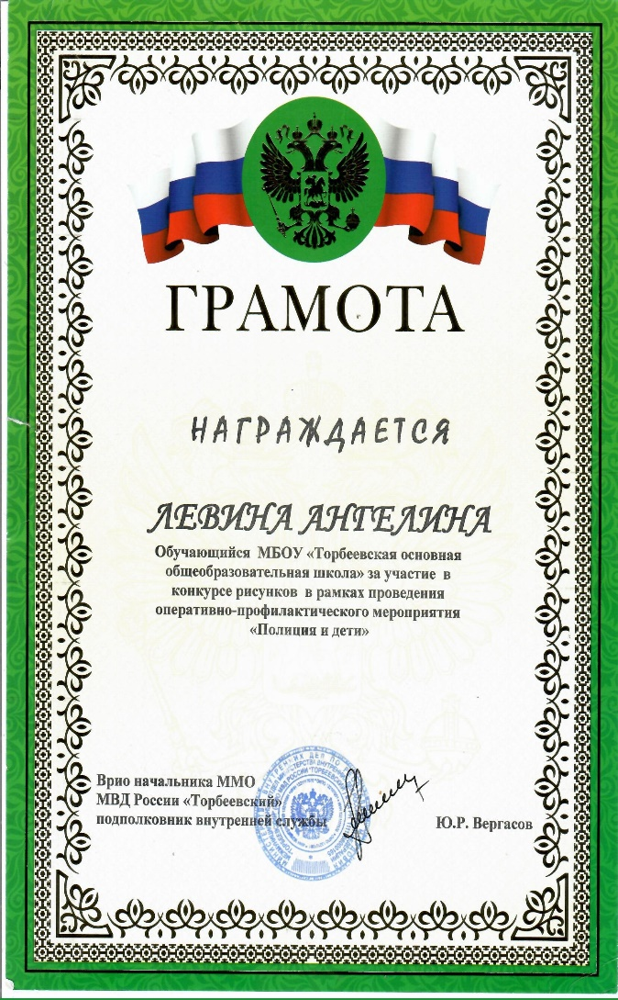 ГРАМОТА
НАГРАЖДАЕТСЯ
ЛЕВИНА АНГЕЛИНА
Обучающийся МБОУ «Торбеевская основная
общеобразовательная школа» за участие в
конкурсе рисунков в рамках проведения
оперативно-профилактического мероприятия
«Полиция и дети»
Врио начальника ММО
МВД России «Торбеевский»
подполковник внутренней службы
Ю.Р. Вергасов